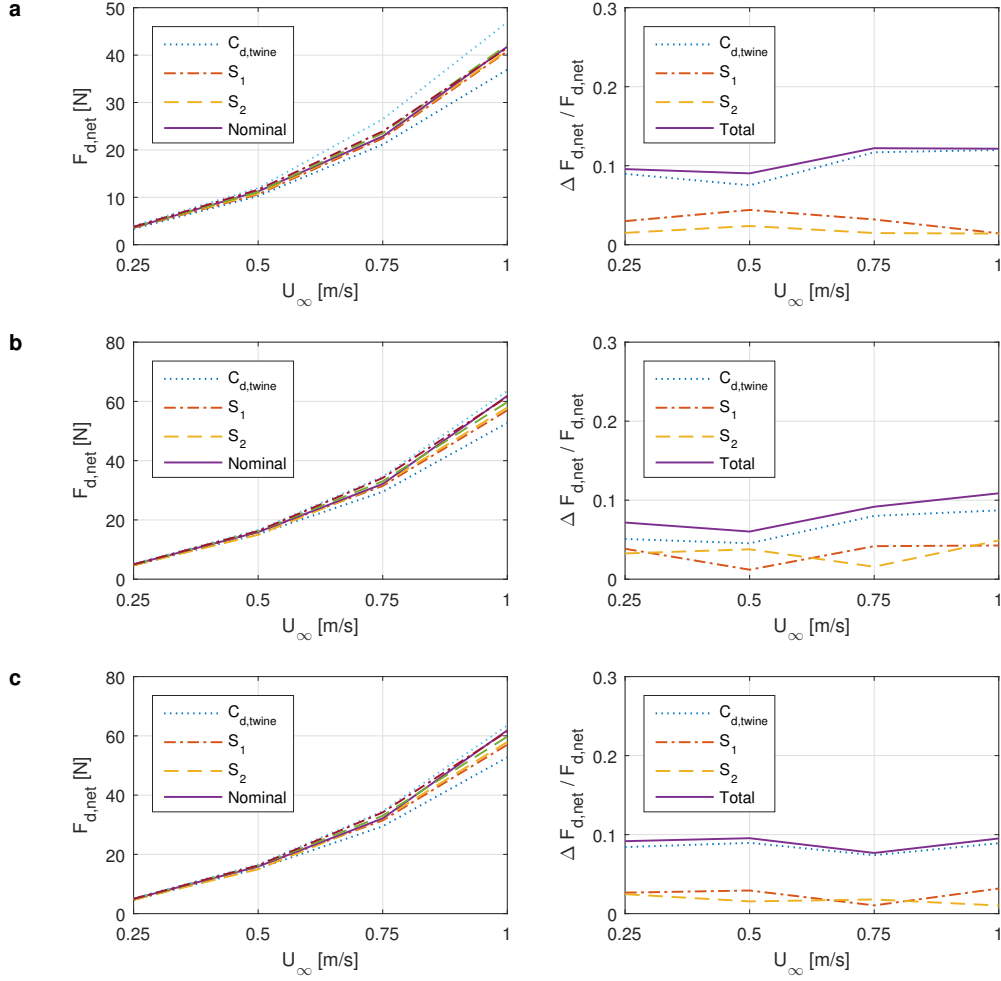 a
50
40
30
20
10
0
F_d,net [N]
C_d,twine
S_1
S_2
Nominal
0.25 0.5 0.75 1
U_∞ [m/s]
0.3
0.2
0.1
0
Δ F_d,net / F_d,net
C_d,twine
S_1
S_2
Total
0.25 0.5 0.75 1
U_∞ [m/s]
b
80
60
40
20
0
F_d,net [N]
C_d,twine
S_1
S_2
Nominal
0.25 0.5 0.75 1
U_∞ [m/s]
0.3
0.2
0.1
0
Δ F_d,net / F_d,net
C_d,twine
S_1
S_2
Total
0.25 0.5 0.75 1
U_∞ [m/s]
c
80
60
40
20
0
F_d,net [N]
C_d,twine
S_1
S_2
Nominal
0.25 0.5 0.75 1
U_∞ [m/s]
0.3
0.2
0.1
0
Δ F_d,net / F_d,net
C_d,twine
S_1
S_2
Total
0.25 0.5 0.75 1
U_∞ [m/s]